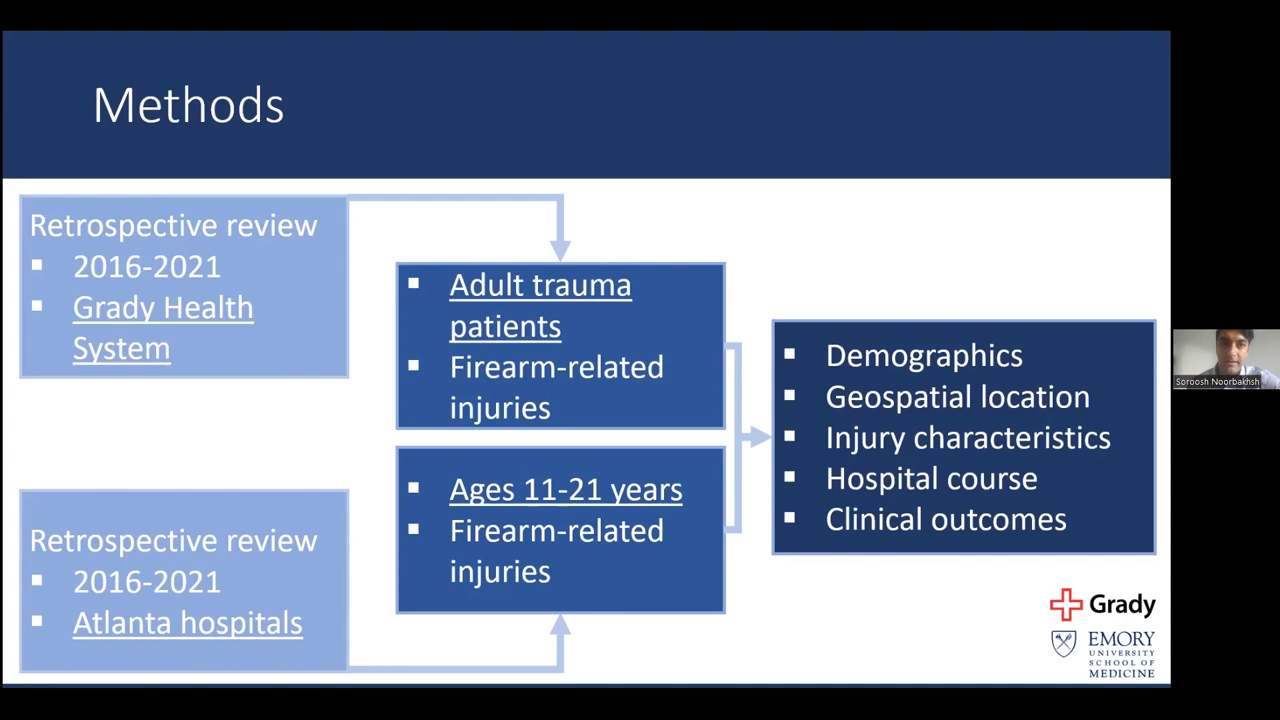 Methods
Retrospective review
▪ 2016-2021
▪ Grady Health
System
▪ Adult trauma
patients
▪ Firearm-related
injuries
Retrospective review
▪ 2016-2021
▪ Atlanta hospitals
▪ Ages 11-21 years
▪ Firearm-related
injuries
▪ Demographics
▪ Geospatial location
▪ Injury characteristics
▪ Hospital course
▪ Clinical outcomes
Grady
EMORY
UNIVERSITY
SCHOOL OF
MEDICINE
Soroosh Noorbakhsh